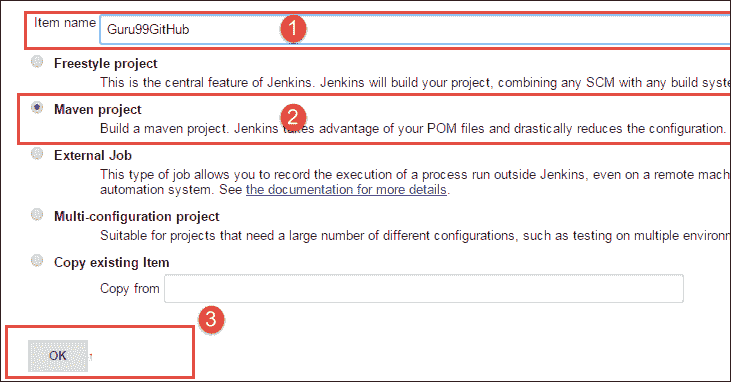 Item name Guru99GitHub 1
Freestyle project
This is the central feature of Jenkins. Jenkins will build your project, combining any SCM with any build
Maven project
2
Build a maven project. Jenkins takes advantage of your POM files and drastically reduces the configuration.
External Job
This type of job allows you to record the execution of a process run outside Jenkins, even on a remote
automation system. See the documentation for more details.
Multi-configuration project
Suitable for projects that need a large number of different configurations, such as testing on multiple
Copy existing Item
Copy from
3
OK